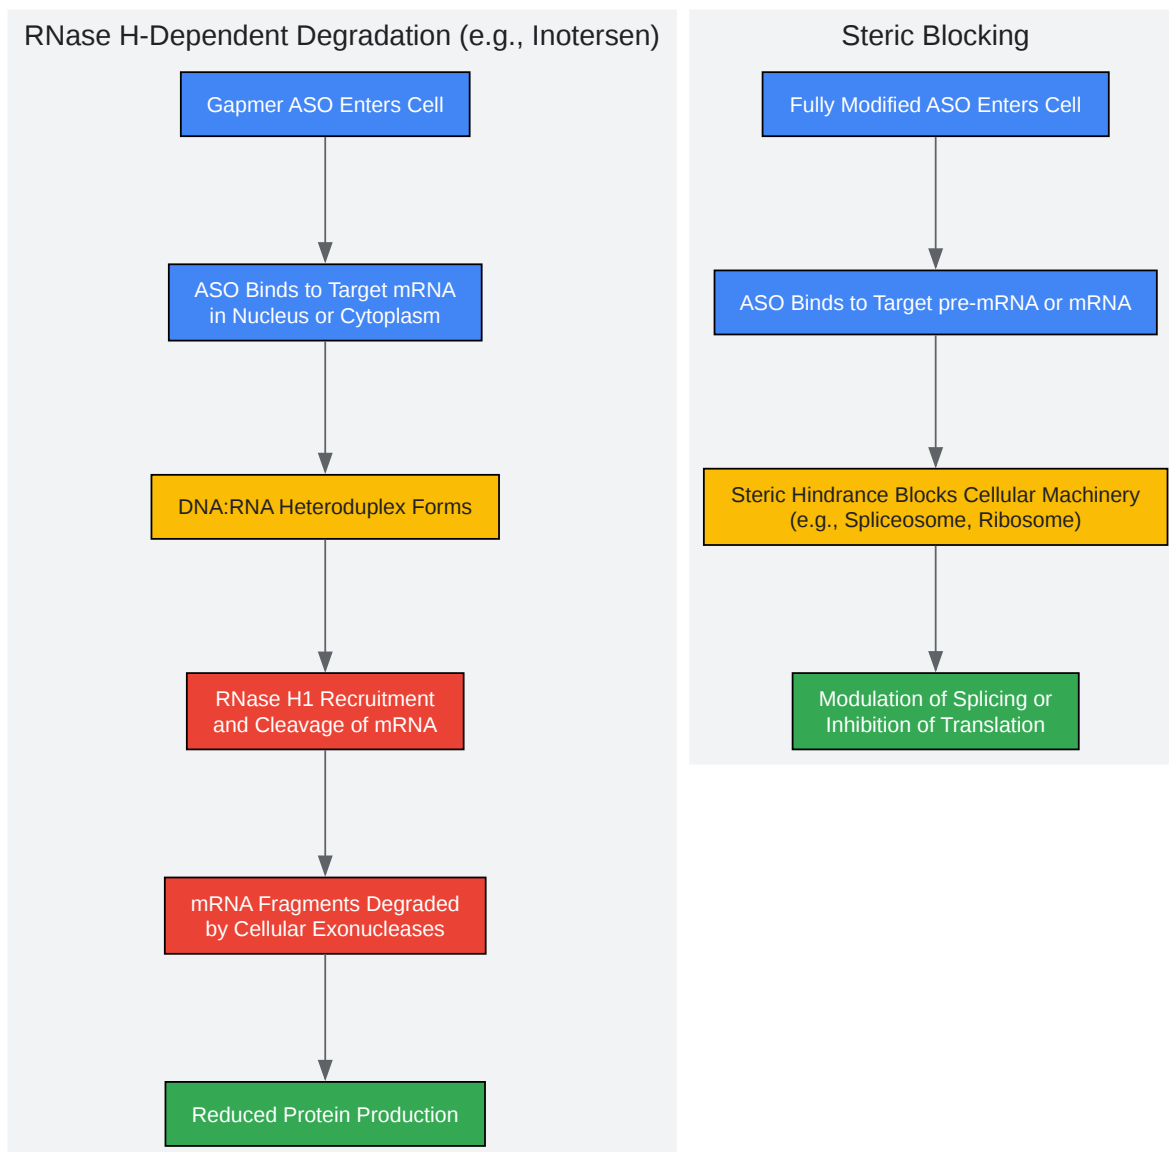 RNase H-Dependent Degradation (e.g., Inotersen)
Gapmer ASO Enters Cell
ASO Binds to Target mRNA
in Nucleus or Cytoplasm
DNA:RNA Heteroduplex Forms
RNase H1 Recruitment
and Cleavage of mRNA
mRNA Fragments Degraded
by Cellular Exonucleases
Reduced Protein Production
Steric Blocking
Fully Modified ASO Enters Cell
ASO Binds to Target pre-mRNA or mRNA
Steric Hindrance Blocks Cellular Machinery
(e.g., Spliceosome, Ribosome)
Modulation of Splicing or
Inhibition of Translation